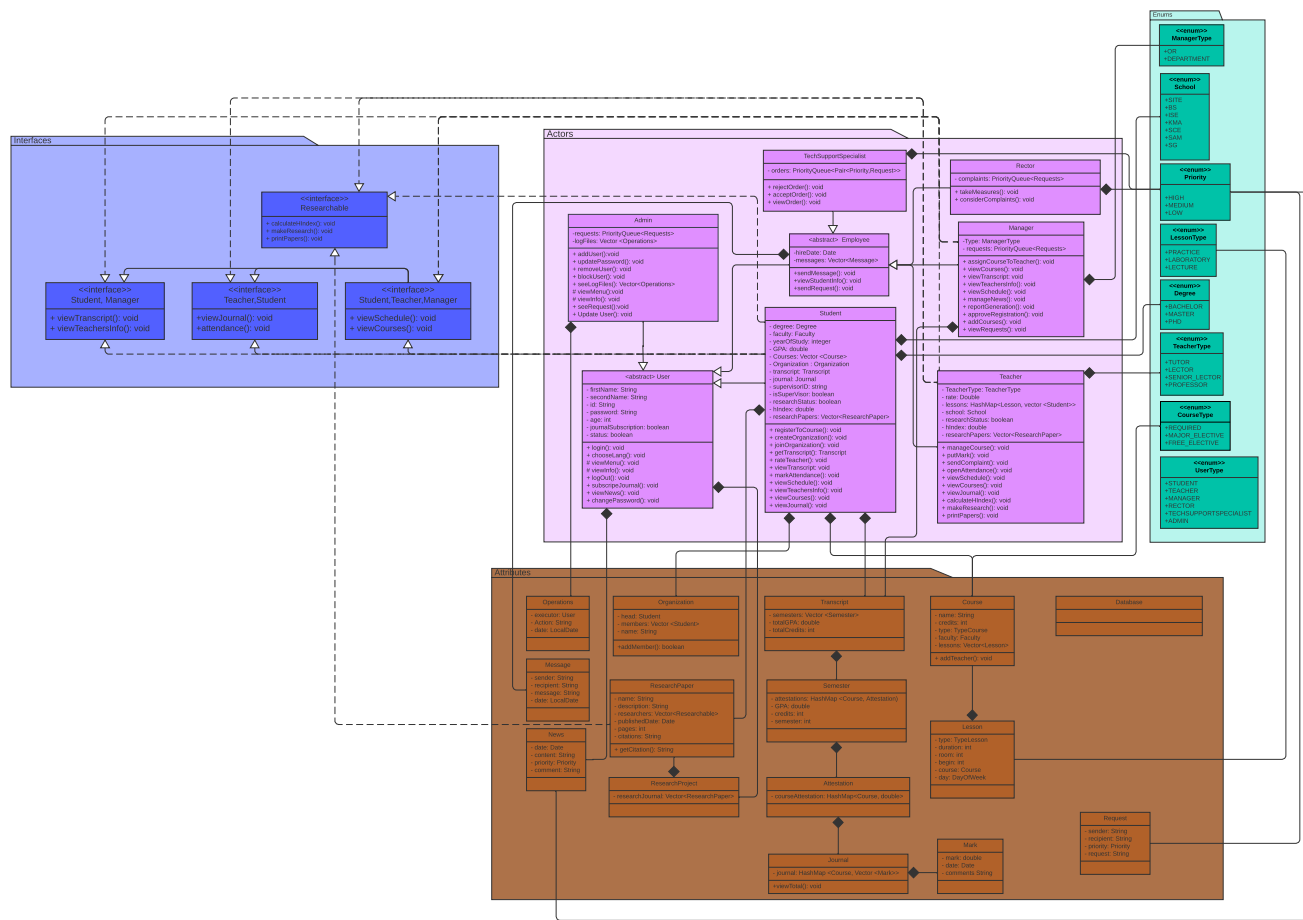 Interfaces
<<interface>>
Researchable
+ calculateHIndex(): void
+ makeResearch(): void
+ printPapers(): void
<<interface>>
Student, Manager
+ viewTranscript(): void
+ viewTeachersInfo(): void
<<interface>>
Teacher,Student
+viewJournal(): void
+attendance(): void
<<interface>>
Student,Teacher,Manager
+ viewSchedule(): void
+ viewCourses(): void
Actors
TechSupportSpecialist
- orders: PriorityQueue<Pair<Priority,Request>>
+ rejectOrder(): void
+ acceptOrder(): void
+ viewOrder(): void
Rector
- complaints: PriorityQueue<Requests>
+ takeMeasures(): void
+ considerComplaints(): void
Admin
-requests: PriorityQueue<Requests>
-logFiles: Vector <Operations>
+ addUser():void
+ updatePassword(): void
+ removeUser(): void
+ blockUser(): void
+ seeLogFiles(): Vector<Operations>
# viewMenu():void
# viewInfo(): void
+ seeRequest():void
+ Update User(): void
<abstract> Employee
-hireDate: Date
-messages: Vector<Message>
+sendMessage(): void
+viewStudentInfo(): void
+sendRequest(): void
Manager
-Type: ManagerType
- requests: PriorityQueue<Requests>
+ assignCourseToTeacher(): void
+ viewCourses(): void
+ viewTranscript: void
+ viewTeachersInfo(): void
+ viewSchedule(): void
+ manageNews(): void
+ reportGeneration(): void
+ approveRegistration(): void
+ addCourses(): void
+ viewRequests(): void
Student
- degree: Degree
- faculty: Faculty
- yearOfStudy: integer
- GPA: double
- Courses: Vector <Course>
- Organization : Organization
- transcript: Transcript
- journal: Journal
- supervisorID: string
- isSuperVisor: boolean
- researchStatus: boolean
- hIndex: double
- researchPapers: Vector<ResearchPaper>
+ registerToCourse(): void
+ createOrganization(): void
+ joinOrganization(): void
+ getTranscript(): Transcript
+ rateTeacher(): void
+ viewTranscript: void
+ markAttendance(): void
+ viewSchedule(): void
+ viewTeachersInfo(): void
+ viewCourses(): void
+ viewJournal(): void
<abstract> User
- firstName: String
- secondName: String
- id: String
- password: String
- age: int
- journalSubscription: boolean
- status: boolean
+ login(): void
+ chooseLang(): void
# viewMenu(): void
# viewInfo(): void
+ logOut(): void
+ subscripeJournal(): void
+ viewNews(): void
+ changePassword(): void
Teacher
- TeacherType: TeacherType
- rate: Double
- lessons: HashMap<Lesson, vector <Student>>
- school: School
- researchStatus: boolean
- hIndex: double
- researchPapers: Vector<ResearchPaper>
+ manageCourse(): void
+ putMark(): void
+ sendComplaint(): void
+ openAttendance(): void
+ viewSchedule(): void
+ viewCourses(): void
+ viewJournal(): void
+ calculateHIndex(): void
+ makeResearch(): void
+ printPapers(): void
Enums
<<enum>>
ManagerType
+OR
+DEPARTMENT
<<enum>>
School
+SITE
+BS
+ISE
+KMA
+SCE
+SAM
+SG
<<enum>>
Priority
+HIGH
+MEDIUM
+LOW
<<enum>>
LessonType
+PRACTICE
+LABORATORY
+LECTURE
<<enum>>
Degree
+BACHELOR
+MASTER
+PHD
<<enum>>
TeacherType
+TUTOR
+LECTOR
+SENIOR_LECTOR
+PROFESSOR
<<enum>>
CourseType
+REQUIRED
+MAJOR_ELECTIVE
+FREE_ELECTIVE
<<enum>>
UserType
+STUDENT
+TEACHER
+MANAGER
+RECTOR
+TECHSUPPORTSPECIALIST
+ADMIN
Attributes
Operations
- executor: User
- Action: String
- date: LocalDate
Organization
- head: Student
- members: Vector <Student>
- name: String
+addMember(): boolean
Transcript
- semesters: Vector <Semester>
- totalGPA: double
- totalCredits: int
Course
- name: String
- credits: int
- type: TypeCourse
- faculty: Faculty
- lessons: Vector<Lesson>
+ addTeacher(): void
Database
Message
- sender: String
- recipient: String
- message: String
- date: LocalDate
ResearchPaper
- name: String
- description: String
- researchers: Vector<Researchable>
- publishedDate: Date
- pages: int
- citations: String
+ getCitation(): String
Semester
- attestations: HashMap <Course, Attestation)
- GPA: double
- credits: int
- semester: int
News
- date: Date
- content: String
- priority: Priority
- comment: String
Lesson
- type: TypeLesson
- duration: int
- room: int
- begin: int
- course: Course
- day: DayOfWeek
ResearchProject
- researchJournal: Vector<ResearchPaper>
Attestation
- courseAttestation: HashMap<Course, double>
Request
- sender: String
- recipient: String
- priority: Priority
- request: String
Journal
- journal: HashMap <Course, Vector <Mark>>
+viewTotal(): void
Mark
- mark: double
- date: Date
- comments String